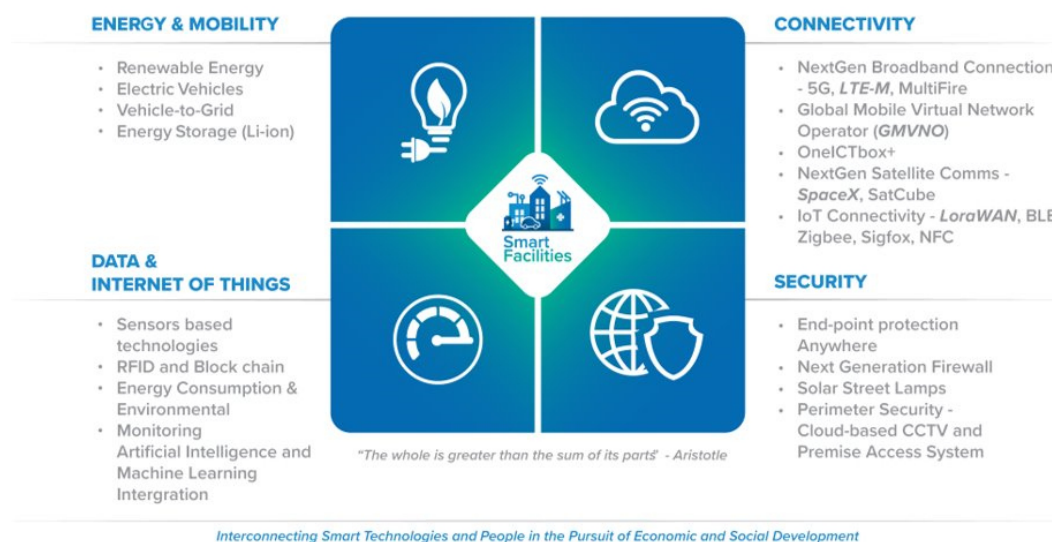 ENERGY & MOBILITY
• Renewable Energy
• Electric Vehicles
• Vehicle-to-Grid
• Energy Storage (Li-ion)
CONNECTIVITY
• NextGen Broadband Connection
- 5G, LTE-M, MultiFire
• Global Mobile Virtual Network
Operator (GMVNO)
• OneICTbox+
• NextGen Satellite Comms -
SpaceX, SatCube
• IoT Connectivity - LoraWAN, BLE
Zigbee, Sigfox, NFC
Smart
Facilities
DATA &
INTERNET OF THINGS
• Sensors based
technologies
• RFID and Block chain
• Energy Consumption &
Environmental
• Monitoring
Artificial Intelligence and
Machine Learning
Intergration
SECURITY
• End-point protection
Anywhere
• Next Generation Firewall
• Solar Street Lamps
• Perimeter Security -
Cloud-based CCTV and
Premise Access System
"The whole is greater than the sum of its parts" - Aristotle
Interconnecting Smart Technologies and People in the Pursuit of Economic and Social Development